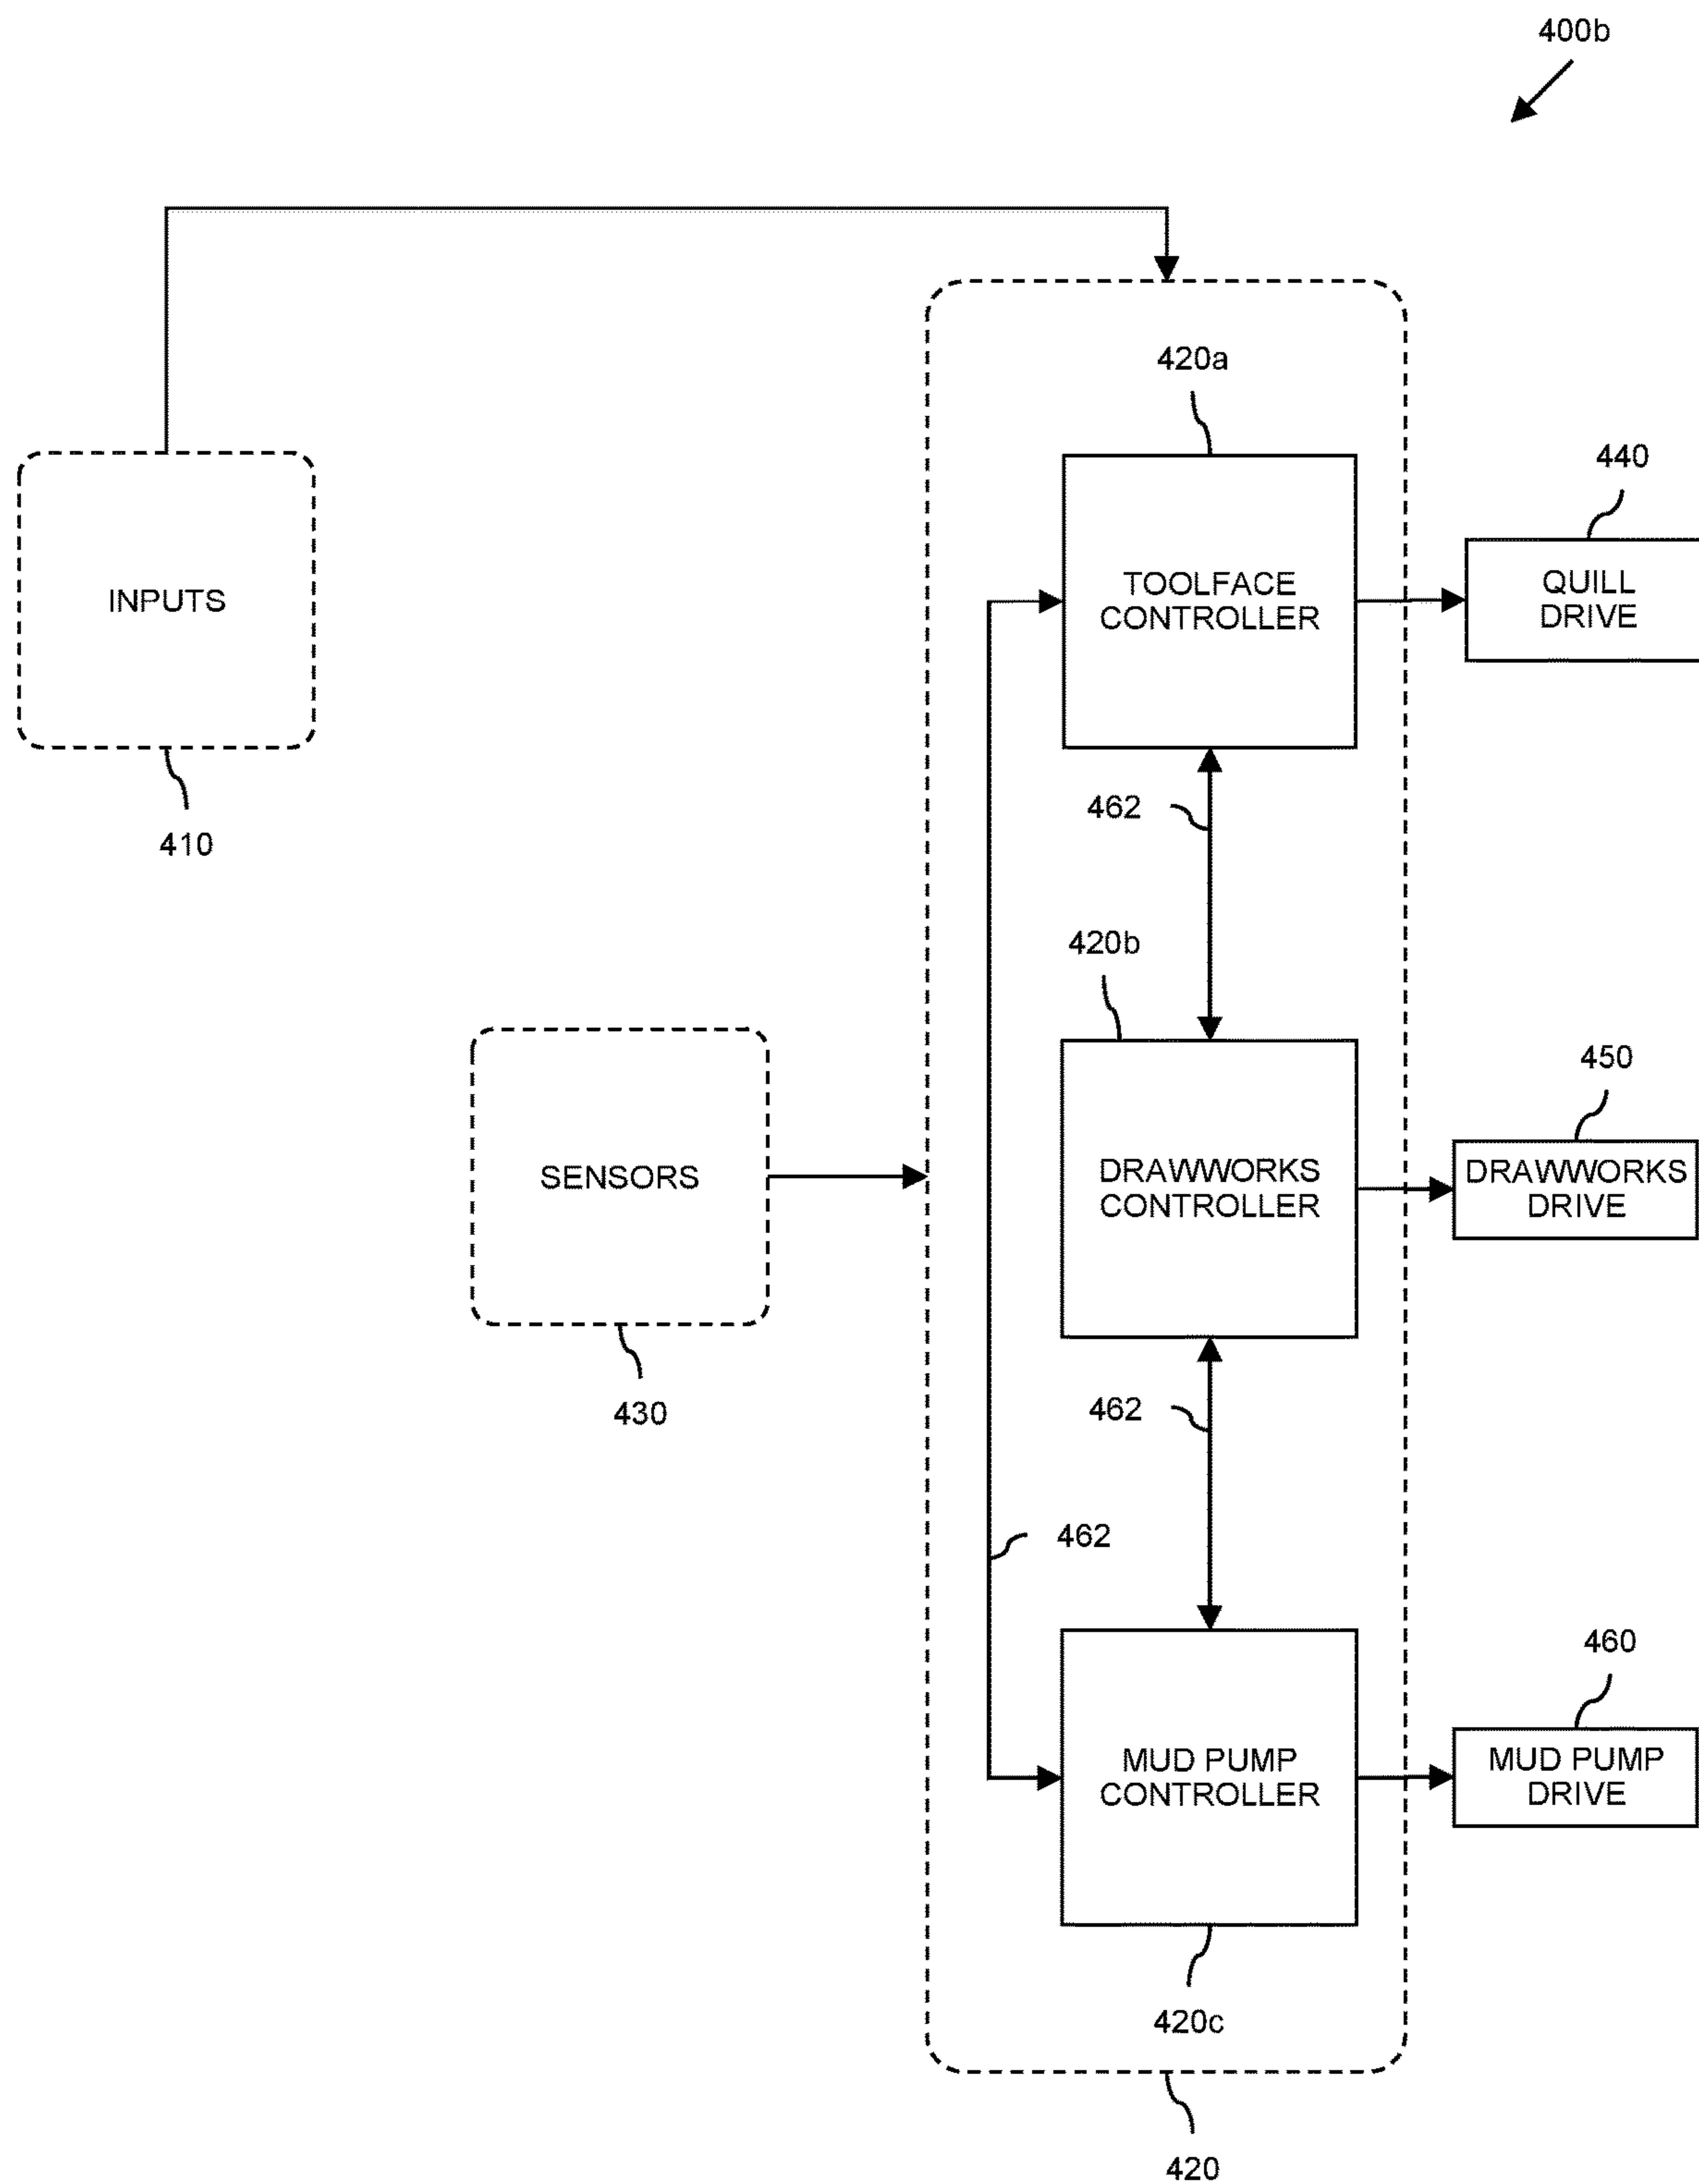 400b
420a
440
TOOLFACE
CONTROLLER
QUILL
DRIVE
INPUTS
462
410
420b
450
SENSORS
DRAWWORKS
CONTROLLER
DRAWWORKS
DRIVE
430
462
462
460
MUD PUMP
CONTROLLER
MUD PUMP
DRIVE
420c
420